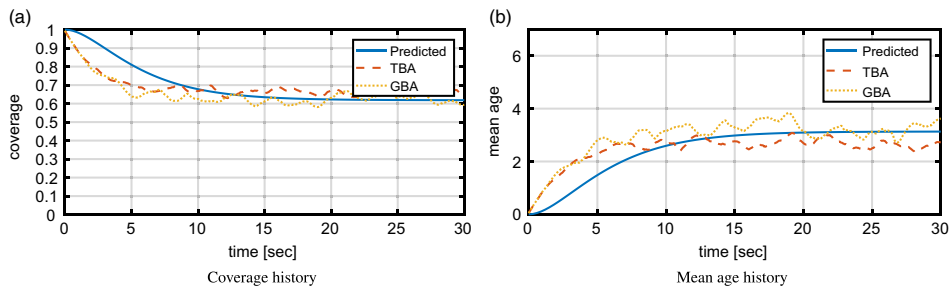 (a)
1
0.9
0.8
0.7
0.6
0.5
0.4
0.3
0.2
0.1
0
coverage
Predicted
TBA
GBA
0 5 10 15 20 25 30
time [sec]
Coverage history
(b)
6
4
2
0
mean age
Predicted
TBA
GBA
0 5 10 15 20 25 30
time [sec]
Mean age history